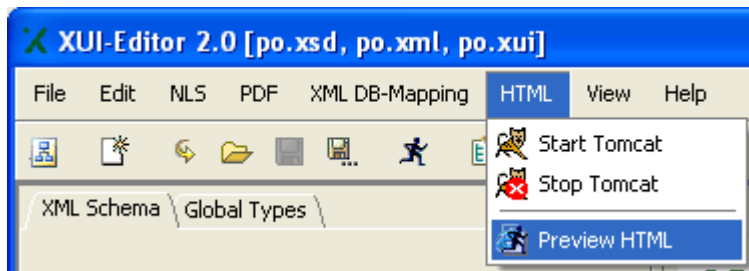 XUI-Editor 2.0 [po.xsd, po.xml, po.xui]
File Edit NLS PDF XML DB-Mapping HTML View Help
Start Tomcat
Stop Tomcat
XML Schema Global Types
Preview HTML